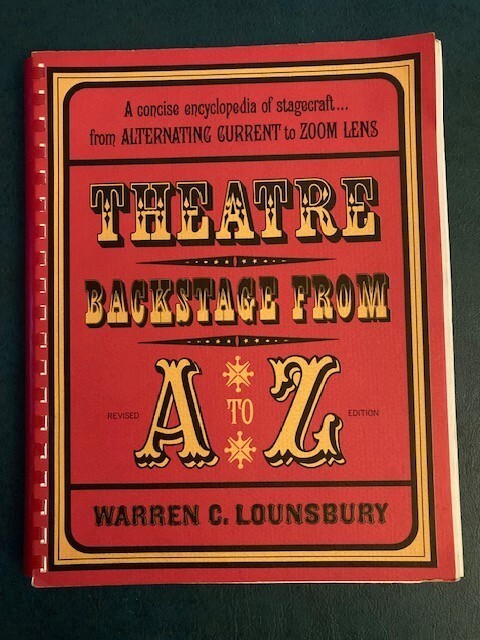 A concise encyclopedia of stagecraft...
from ALTERNATING CURRENT to ZOOM LENS
THEATRE
BACKSTAGE FROM
REVISED A TO Z EDITION
WARREN C. LOUNSBURY